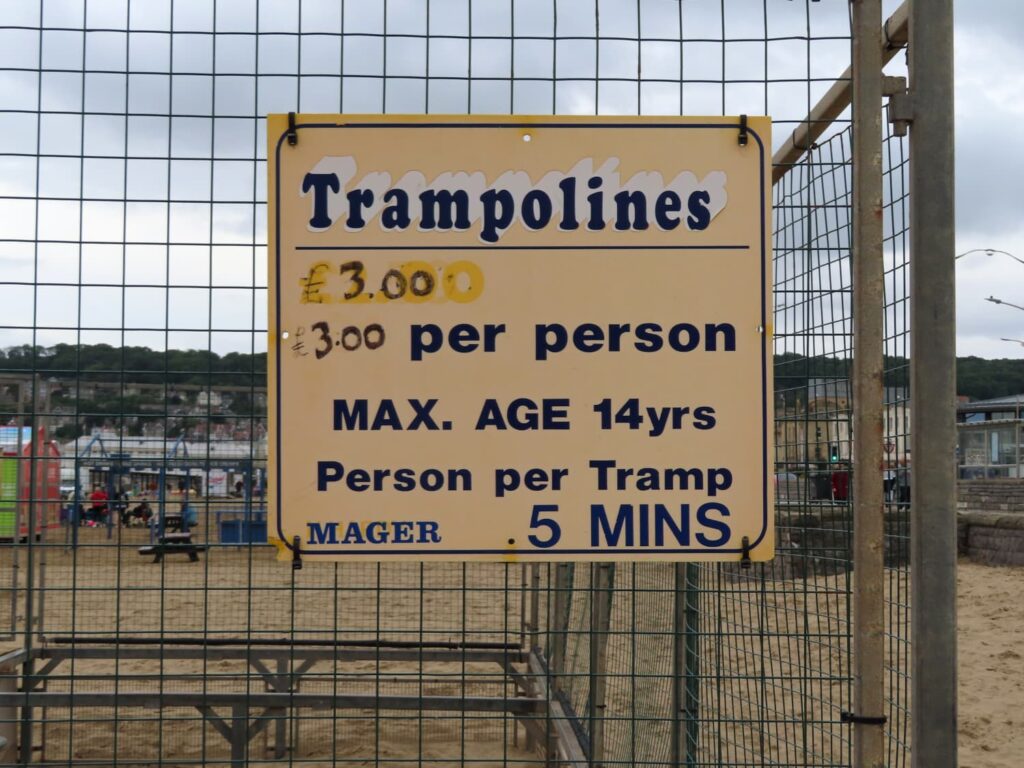 Trampolines
£3.00
£3.00 per person
MAX. AGE 14yrs
Person per Tramp
MAGER 5 MINS